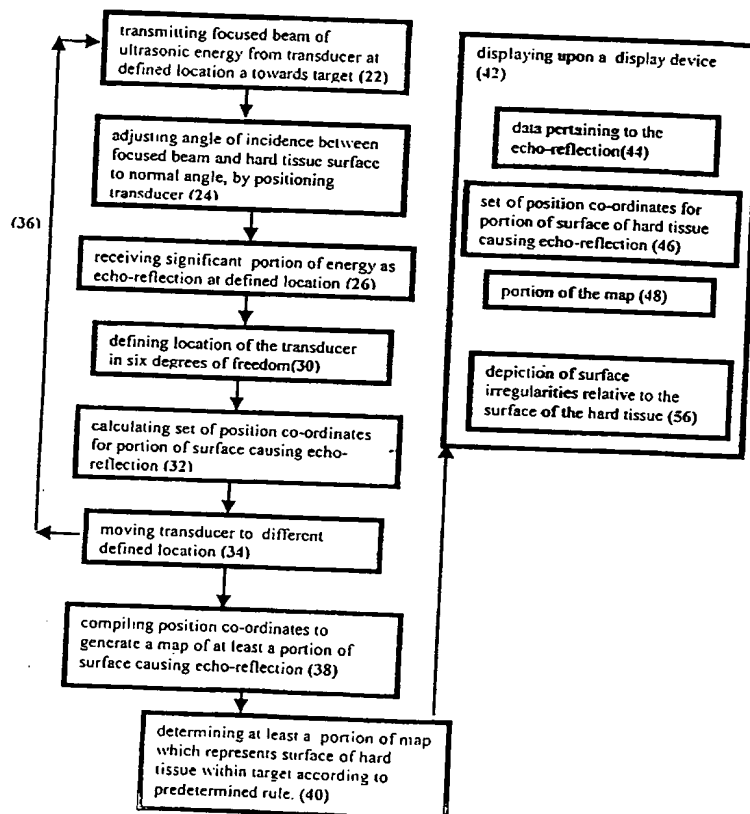 transmitting focused beam
of ultrasonic energy from transducer at
defined location a towards target (22)
adjusting angle of incidence between
focused beam and hard tissue surface
to normal angle, by positioning
transducer (24)
(36)
receiving significant portion of energy as
echo-reflection at defined location (26)
defining location of the transducer
in six degrees of freedom(30)
calculating set of position co-ordinates
for portion of surface causing echo-
reflection (32)
moving transducer to different
defined location (34)
compiling position co-ordinates to
generate a map of at least a portion of
surface causing echo-reflection (38)
determining at least a portion of map
which represents surface of hard
tissue within target according to
predetermined rule. (40)
displaying upon a display device
(42)
data pertaining to the
echo-reflection(44)
set of position co-ordinates for
portion of surface of hard tissue
causing echo-reflection (46)
portion of the map (48)
depiction of surface
irregularities relative to the
surface of the hard tissue (56)